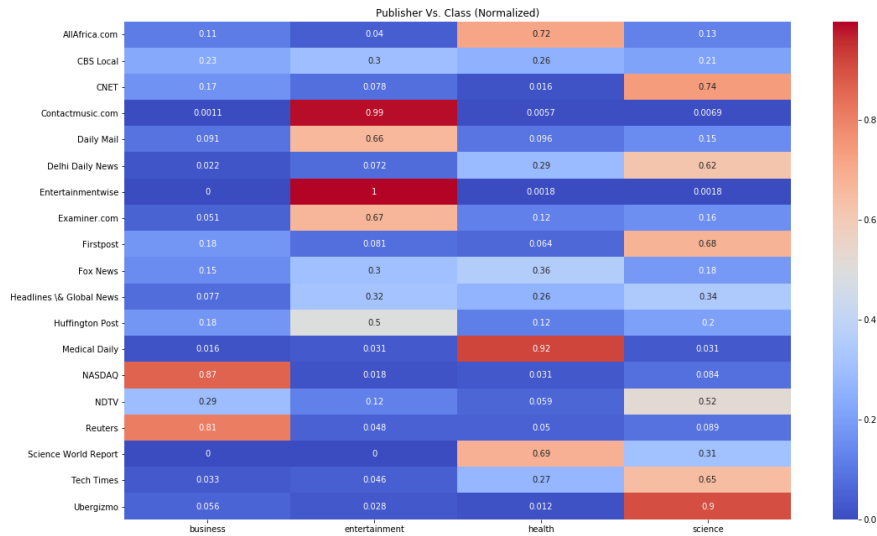 Publisher Vs. Class (Normalized)
AllAfrica.com 0.11 0.04 0.72 0.13
CBS Local 0.23 0.3 0.26 0.21
CNET 0.17 0.078 0.016 0.74
Contactmusic.com 0.0011 0.99 0.0057 0.0069
Daily Mail 0.091 0.66 0.096 0.15
Delhi Daily News 0.022 0.072 0.29 0.62
Entertainmentwise 0 1 0.0018 0.0018
Examiner.com 0.051 0.67 0.12 0.16
Firstpost 0.18 0.081 0.064 0.68
Fox News 0.15 0.3 0.36 0.18
Headlines \& Global News 0.077 0.32 0.26 0.34
Huffington Post 0.18 0.5 0.12 0.2
Medical Daily 0.016 0.031 0.92 0.031
NASDAQ 0.87 0.018 0.031 0.084
NDTV 0.29 0.12 0.059 0.52
Reuters 0.81 0.048 0.05 0.089
Science World Report 0 0 0.69 0.31
Tech Times 0.033 0.046 0.27 0.65
Ubergizmo 0.056 0.028 0.012 0.9
business entertainment health science
0.8
0.6
0.4
0.2
0.0